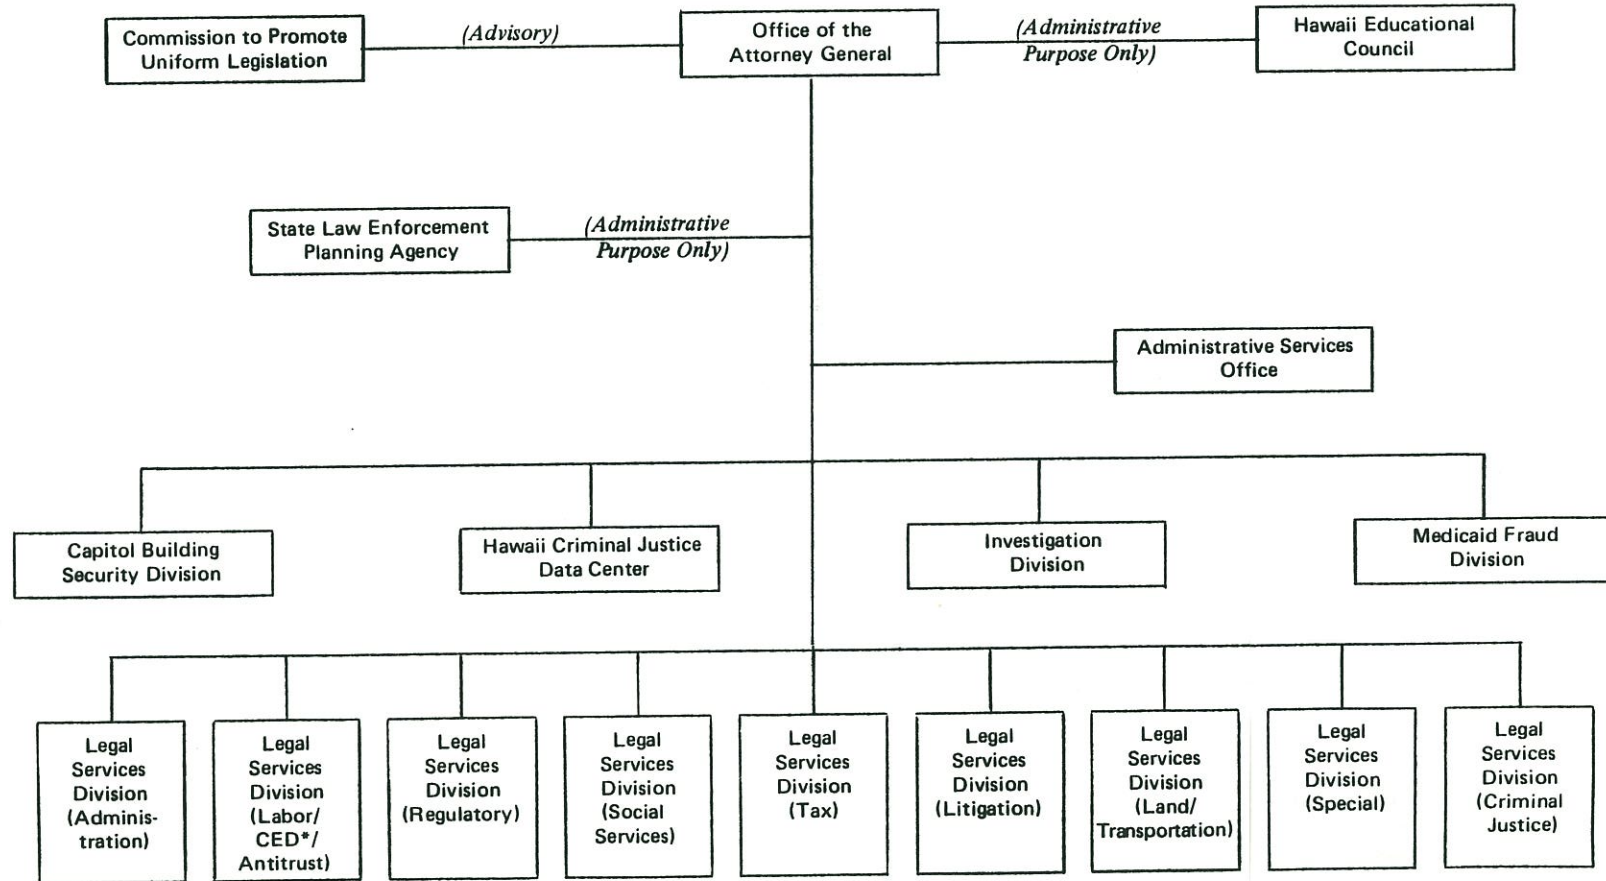 Commission to Promote
Uniform Legislation
(Advisory)
Office of the
Attorney General
(Administrative
Purpose Only)
Hawaii Educational
Council
State Law Enforcement
Planning Agency
(Administrative
Purpose Only)
Administrative Services
Office
Capitol Building
Security Division
Hawaii Criminal Justice
Data Center
Investigation
Division
Medicaid Fraud
Division
Legal
Services
Division
(Adminis-
tration)
Legal
Services
Division
(Labor/
CED*/
Antitrust)
Legal
Services
Division
(Regulatory)
Legal
Services
Division
(Social
Services)
Legal
Services
Division
(Tax)
Legal
Services
Division
(Litigation)
Legal
Services
Division
(Land/
Transportation)
Legal
Services
Division
(Special)
Legal
Services
Division
(Criminal
Justice)